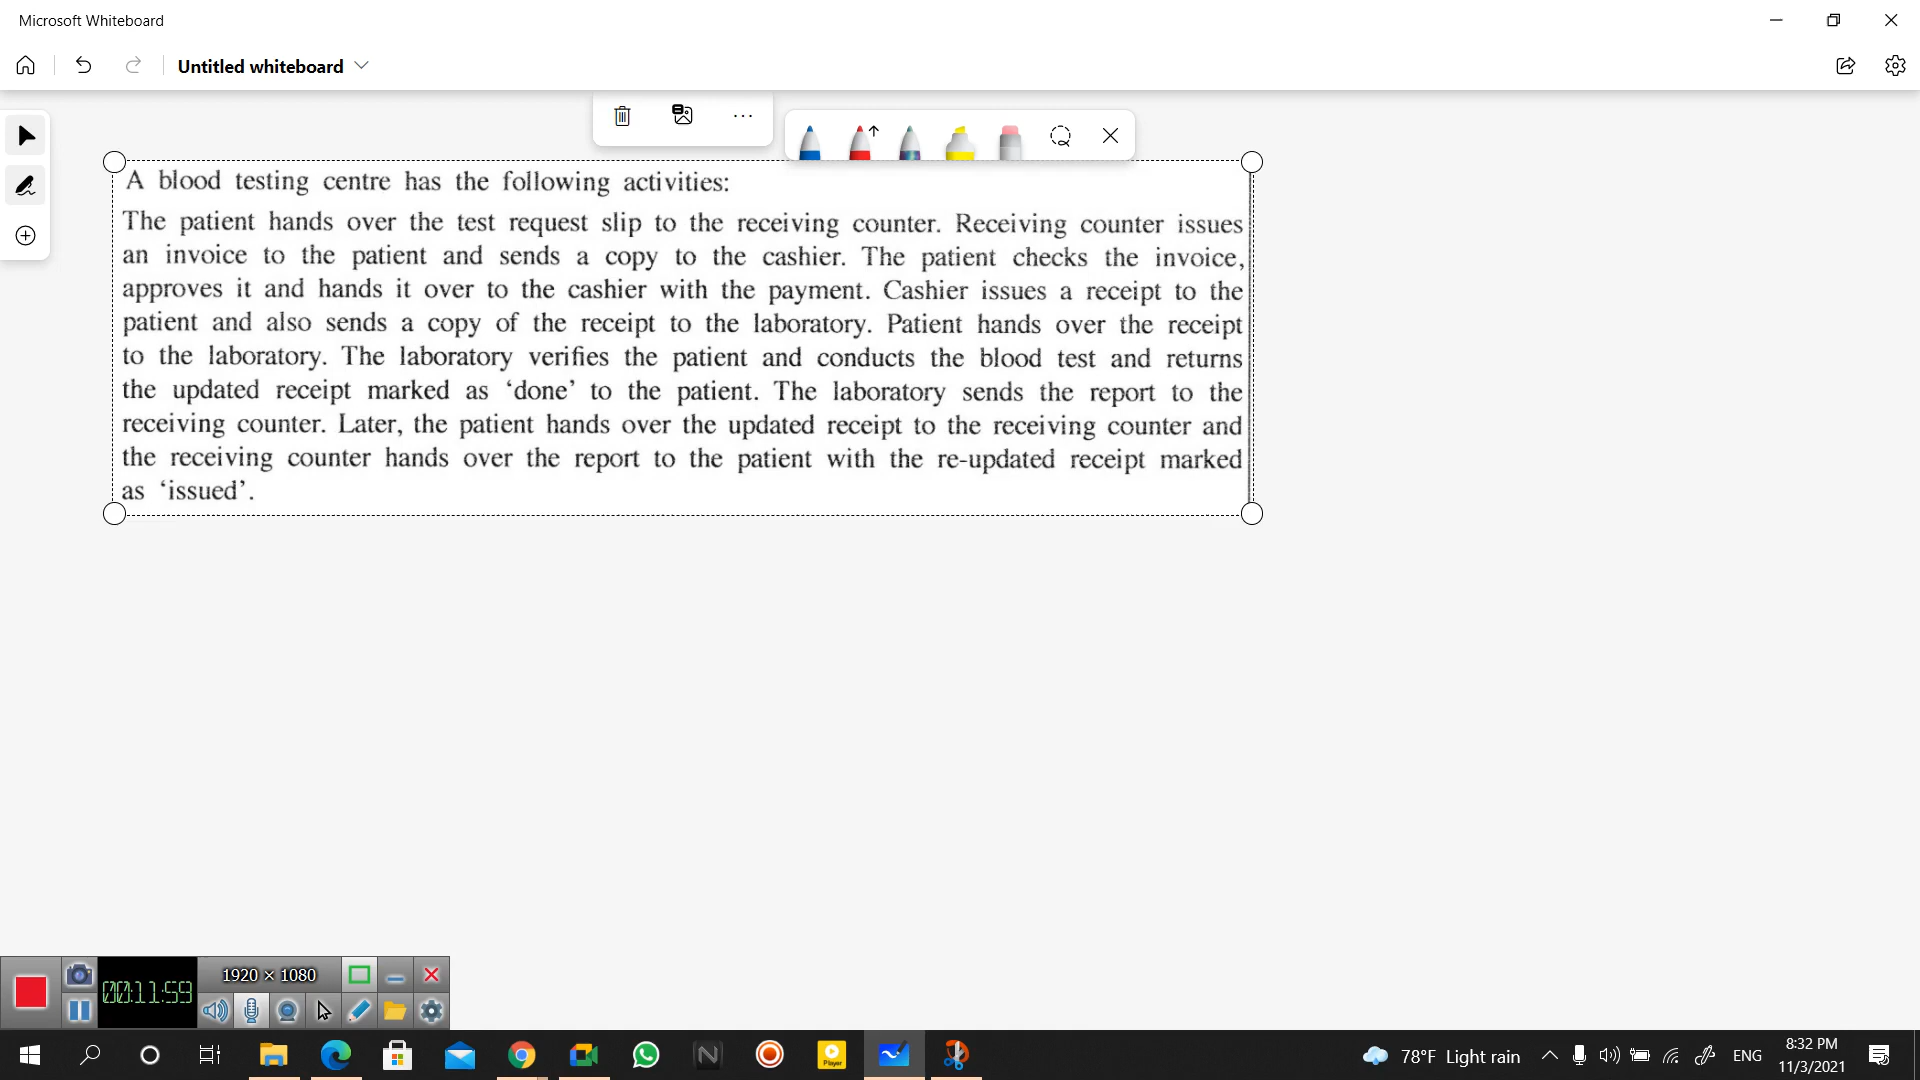 Microsoft Whiteboard
Untitled whiteboard
A blood testing centre has the following activities:
The patient hands over the test request slip to the receiving counter. Receiving counter issues
an invoice to the patient and sends a copy to the cashier. The patient checks the invoice,
approves it and hands it over to the cashier with the payment. Cashier issues a receipt to the
patient and also sends a copy of the receipt to the laboratory. Patient hands over the receipt
to the laboratory. The laboratory verifies the patient and conducts the blood test and returns
the updated receipt marked as ‘done’ to the patient. The laboratory sends the report to the
receiving counter. Later, the patient hands over the updated receipt to the receiving counter and
the receiving counter hands over the report to the patient with the re-updated receipt marked
as ‘issued’.
1920 × 1080
00:11:59
Player
78°F Light rain
ENG
8:32 PM
11/3/2021